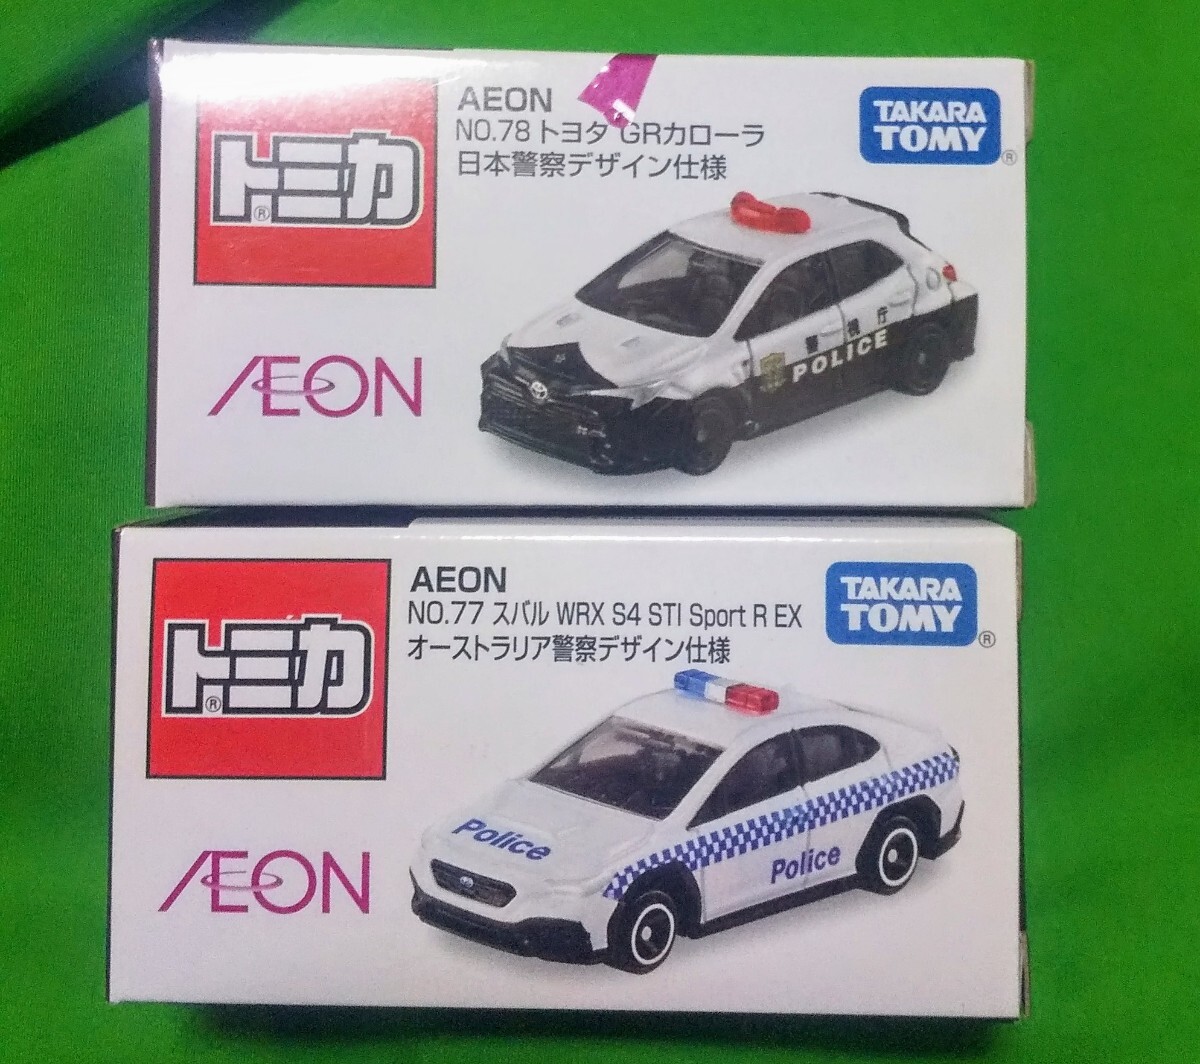 トミカ
®
AEON
AEON
NO.78 トヨタ GRカローラ
日本警察デザイン仕様
TAKARA
TOMY
®
警視庁
POLICE
トミカ
®
AEON
AEON
NO.77 スバル WRX S4 STI Sport R EX
オーストラリア警察デザイン仕様
TAKARA
TOMY
®
Police
Police